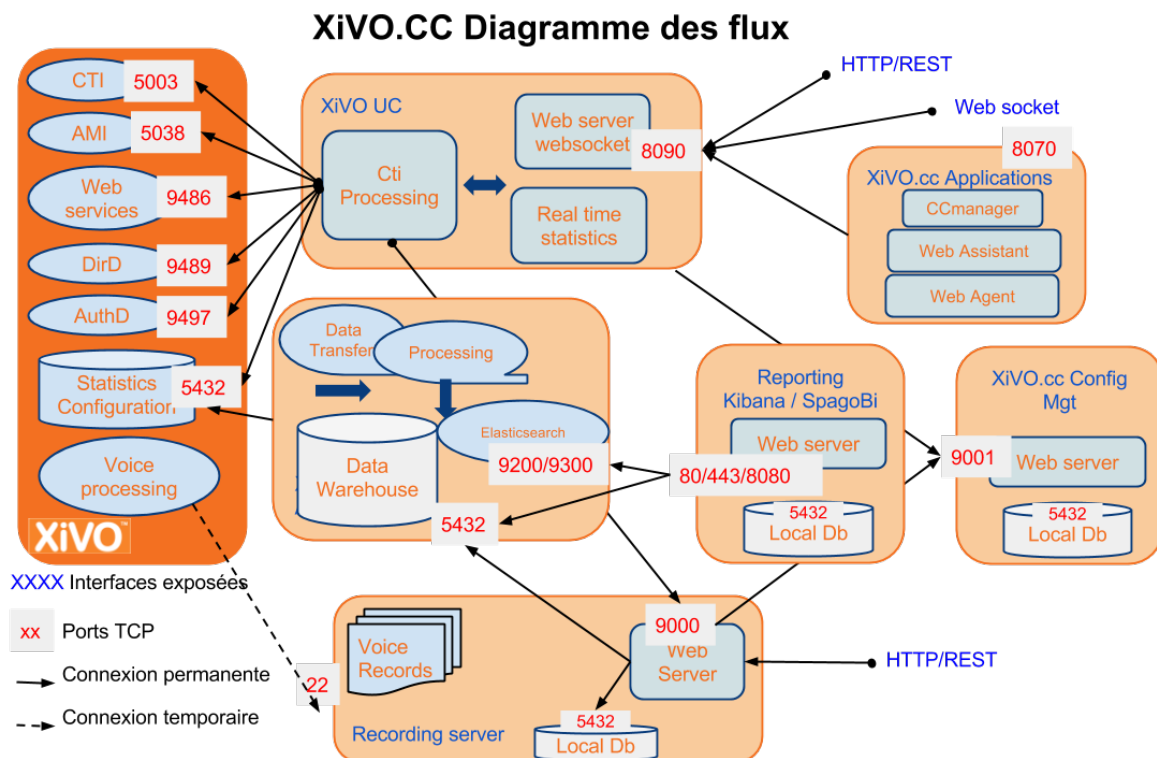 XiVO.CC Diagramme des flux
CTI
5003
AMI
5038
Web
services
9486
DirD
9489
AuthD
9497
Statistics
Configuration
5432
Voice
processing
XiVO™
XiVO UC
Cti
Processing
Web server
websocket
8090
Real time
statistics
HTTP/REST
Web socket
8070
XiVO.cc Applications
CCmanager
Web Assistant
Web Agent
Data
Transfer
Processing
Elasticsearch
9200/9300
Data
Warehouse
5432
Reporting
Kibana / SpagoBi
Web server
80/443/8080
5432
Local Db
XiVO.cc Config
Mgt
9001
Web server
5432
Local Db
XXXX Interfaces exposées
xx Ports TCP
Connexion permanente
Connexion temporaire
22
Voice
Records
9000
Web
Server
HTTP/REST
5432
Local Db
Recording server